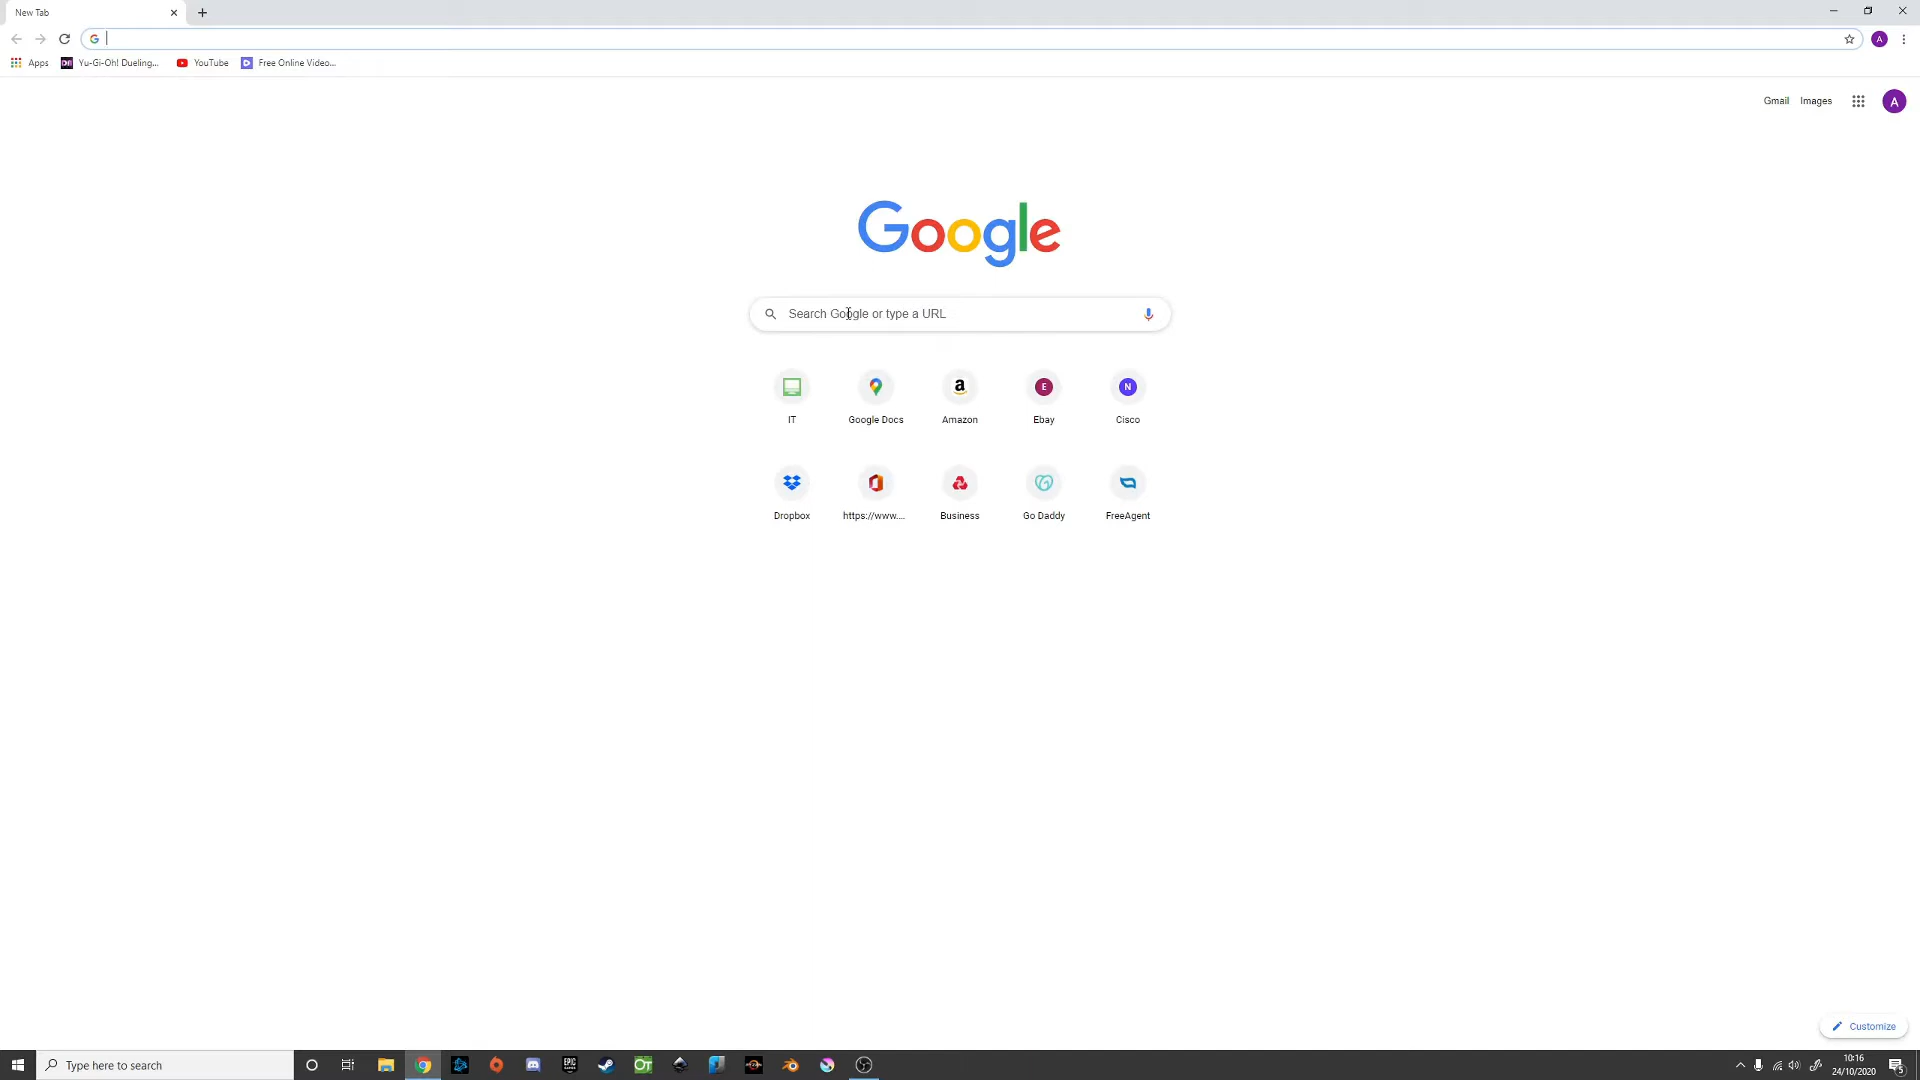 New Tab
Apps Yu-Gi-Oh! Dueling... YouTube Free Online Video...
Gmail Images A
Google
Search Google or type a URL
IT Google Docs Amazon Ebay Cisco
Dropbox https://www.... Business Go Daddy FreeAgent
Customize
Type here to search
10:16
24/10/2020